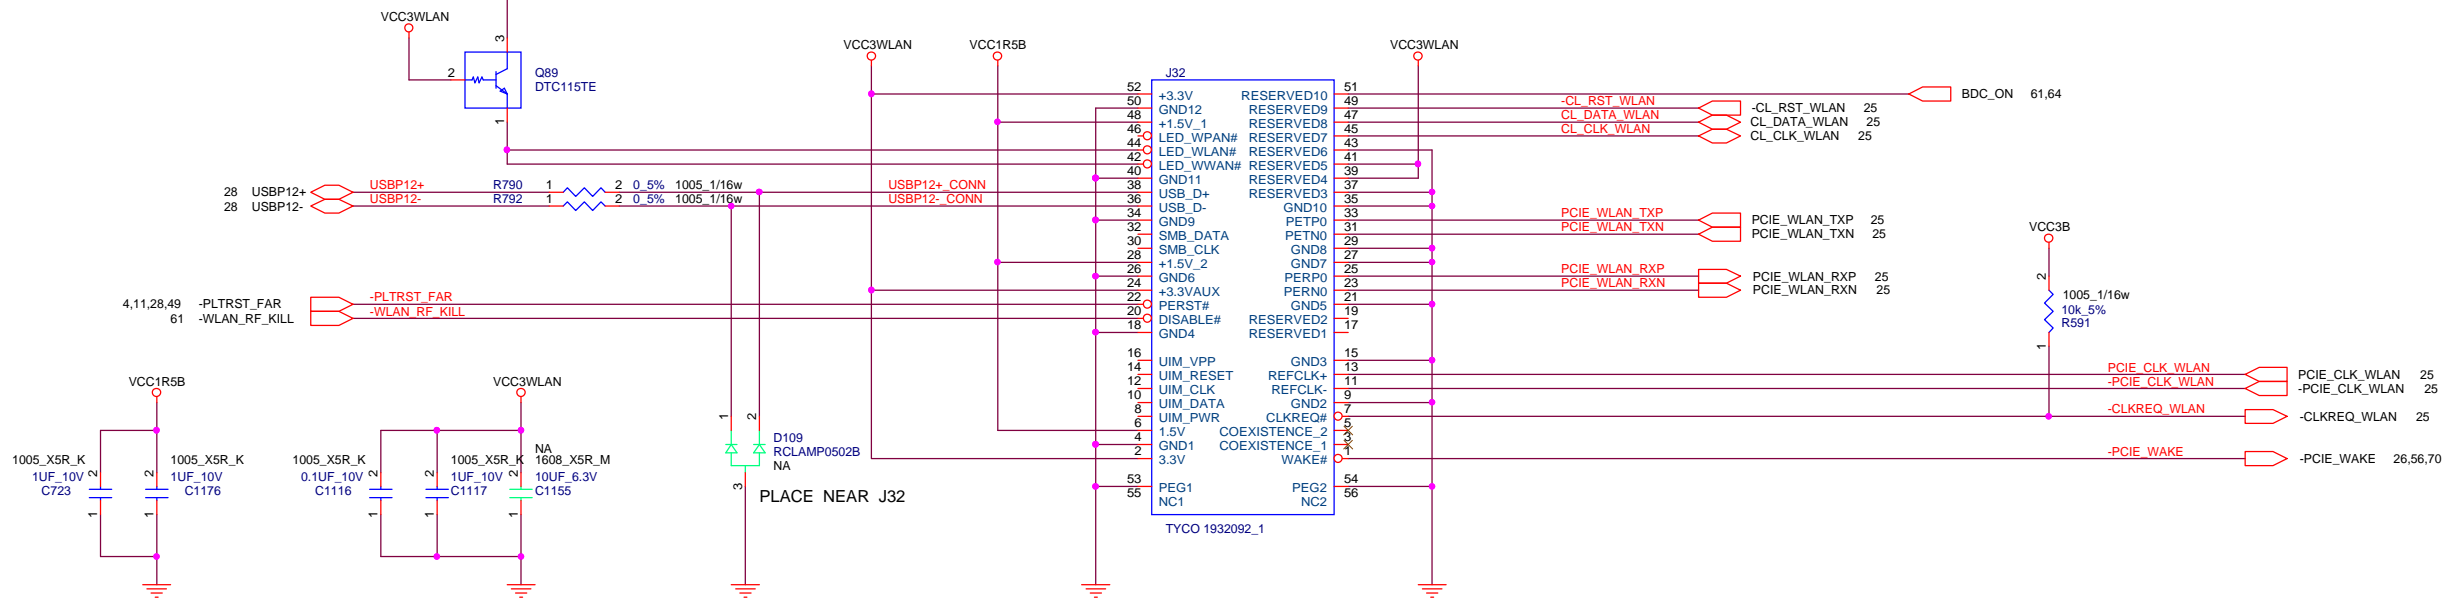 VCC3WLAN
3
2
Q89
DTC115TE
1
VCC3WLAN
VCC1R5B
VCC3WLAN
J32
52 +3.3V RESERVED10 51
50 GND12 RESERVED9 49
48 +1.5V_1 RESERVED8 47
46 LED_WPAN# RESERVED7 45
44 LED_WLAN# RESERVED6 43
42 LED_WWAN# RESERVED5 41
40 GND11 RESERVED4 39
38 USB_D+ RESERVED3 37
36 USB_D- GND10 35
34 GND9 PETP0 33
32 SMB_DATA PETN0 31
30 SMB_CLK GND8 29
28 +1.5V_2 GND7 27
26 GND6 PERP0 25
24 +3.3VAUX PERN0 23
22 PERST# GND5 21
20 DISABLE# RESERVED2 19
18 GND4 RESERVED1 17
16 UIM_VPP GND3 15
14 UIM_RESET REFCLK+ 13
12 UIM_CLK REFCLK- 11
10 UIM_DATA GND2 9
8 UIM_PWR CLKREQ# 7
6 1.5V COEXISTENCE_2 5
4 GND1 COEXISTENCE_1 3
2 3.3V WAKE# 1
53 PEG1 PEG2 54
55 NC1 NC2 56
TYCO 1932092_1
BDC_ON 61,64
-CL_RST_WLAN -CL_RST_WLAN 25
CL_DATA_WLAN CL_DATA_WLAN 25
CL_CLK_WLAN CL_CLK_WLAN 25
28 USBP12+ USBP12+ R790 1 2 0_5% 1005_1/16w USBP12+_CONN
28 USBP12- USBP12- R792 1 2 0_5% 1005_1/16w USBP12-_CONN
PCIE_WLAN_TXP PCIE_WLAN_TXP 25
PCIE_WLAN_TXN PCIE_WLAN_TXN 25
PCIE_WLAN_RXP PCIE_WLAN_RXP 25
PCIE_WLAN_RXN PCIE_WLAN_RXN 25
4,11,28,49 -PLTRST_FAR -PLTRST_FAR
61 -WLAN_RF_KILL -WLAN_RF_KILL
VCC3B
2
1005_1/16w
10k_5%
R591
1
PCIE_CLK_WLAN PCIE_CLK_WLAN 25
-PCIE_CLK_WLAN -PCIE_CLK_WLAN 25
-CLKREQ_WLAN -CLKREQ_WLAN 25
-PCIE_WAKE -PCIE_WAKE 26,56,70
VCC1R5B
1005_X5R_K 2
1UF_10V
C723
1
1005_X5R_K 2
1UF_10V
C1176
1
VCC3WLAN
1005_X5R_K 2
0.1UF_10V
C1116
1
1005_X5R_K 2
1UF_10V
C1117
1
NA
1608_X5R_M 2
10UF_6.3V
C1155
1
1 2
D109
RCLAMP0502B
NA
3
PLACE NEAR J32